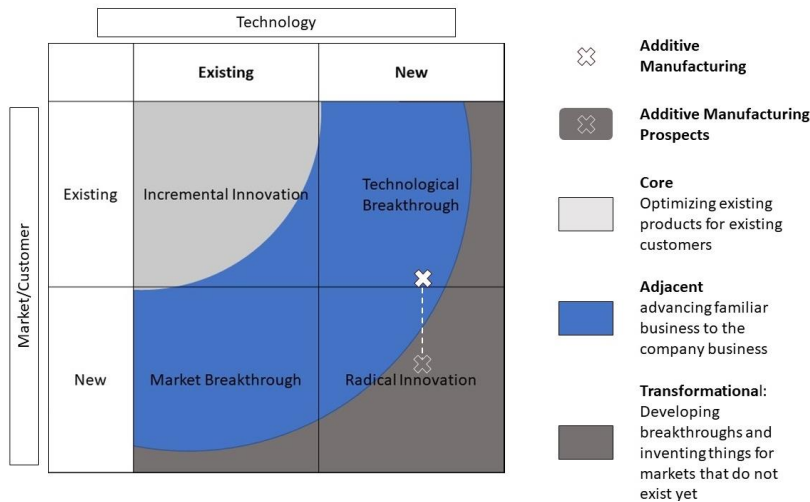 Technology
Existing
New
Market/Customer
Existing
Incremental Innovation
Technological
Breakthrough
New
Market Breakthrough
Radical Innovation
Additive
Manufacturing
Additive Manufacturing
Prospects
Core
Optimizing existing
products for existing
customers
Adjacent
advancing familiar
business to the
company business
Transformational:
Developing
breakthroughs and
inventing things for
markets that do not
exist yet